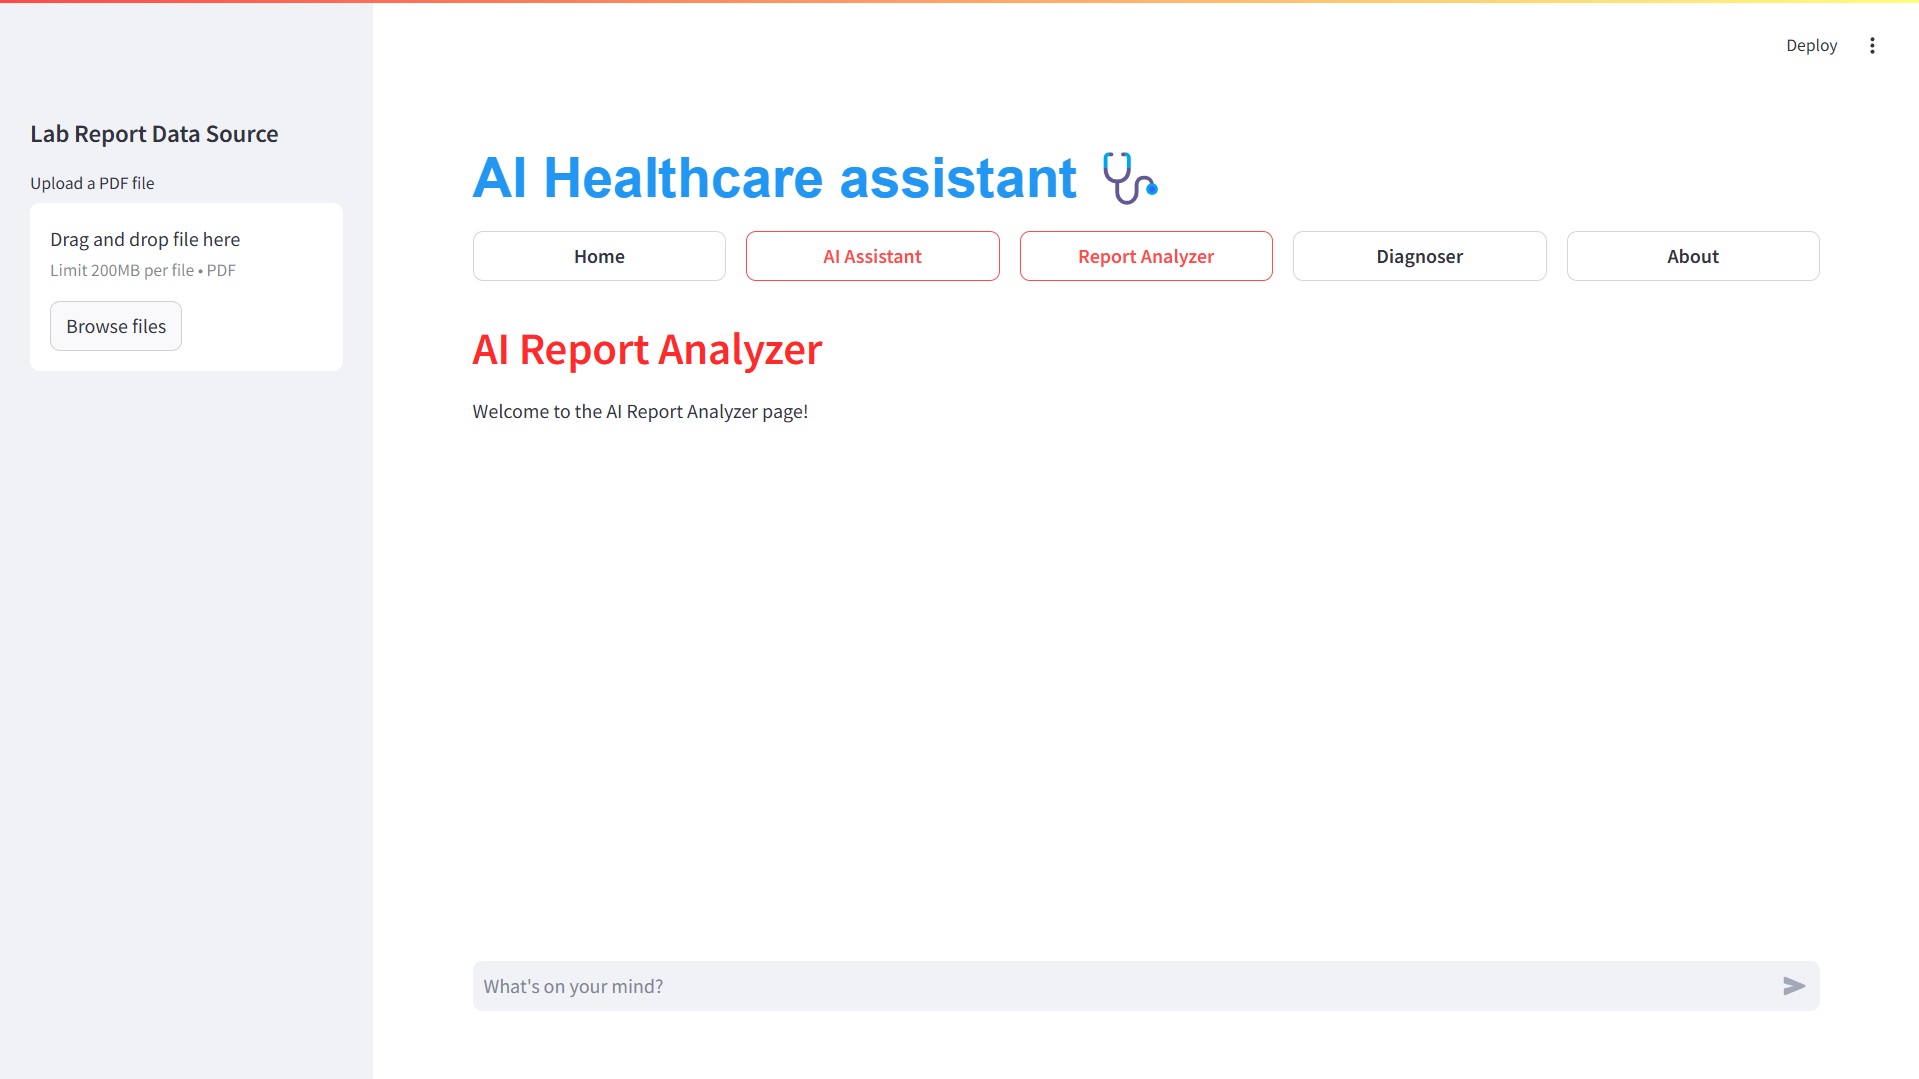 Deploy
Lab Report Data Source
Upload a PDF file
Drag and drop file here
Limit 200MB per file • PDF
Browse files
AI Healthcare assistant
Home
AI Assistant
Report Analyzer
Diagnoser
About
AI Report Analyzer
Welcome to the AI Report Analyzer page!
What's on your mind?